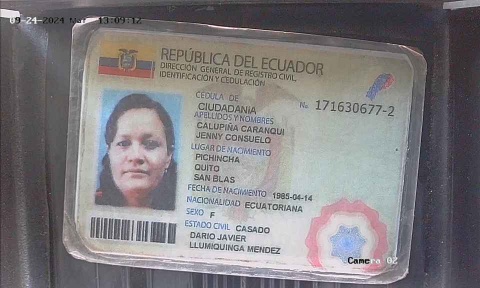 09-24-2024 Mar 13:09:12
REPÚBLICA DEL ECUADOR
DIRECCIÓN GENERAL DE REGISTRO CIVIL,
IDENTIFICACIÓN Y CEDULACIÓN
CÉDULA DE
CIUDADANÍA
No. 171630677-2
APELLIDOS Y NOMBRES
CALUPIÑA CARANQUI
JENNY CONSUELO
LUGAR DE NACIMIENTO
PICHINCHA
QUITO
SAN BLAS
FECHA DE NACIMIENTO 1985-04-14
NACIONALIDAD ECUATORIANA
SEXO F
ESTADO CIVIL CASADO
DARIO JAVIER
LLUMIQUINGA MENDEZ
Camera 02